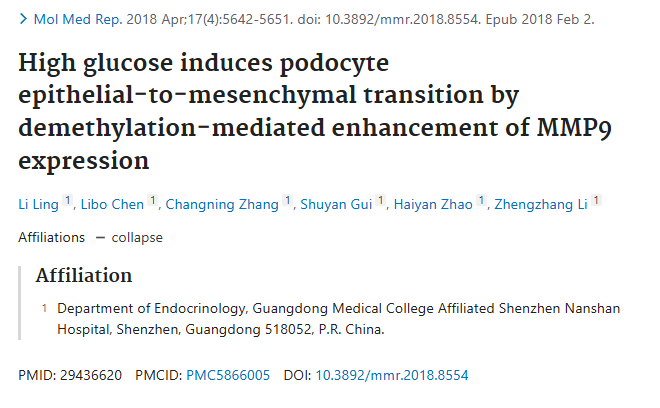 Mol Med Rep. 2018 Apr;17(4):5642-5651. doi: 10.3892/mmr.2018.8554. Epub 2018 Feb 2.
High glucose induces podocyte
epithelial-to-mesenchymal transition by
demethylation-mediated enhancement of MMP9
expression
Li Ling 1, Libo Chen 1, Changning Zhang 1, Shuyan Gui 1, Haiyan Zhao 1, Zhengzhang Li 1
Affiliations — collapse
Affiliation
1 Department of Endocrinology, Guangdong Medical College Affiliated Shenzhen Nanshan
Hospital, Shenzhen, Guangdong 518052, P.R. China.
PMID: 29436620 PMCID: PMC5866005 DOI: 10.3892/mmr.2018.8554